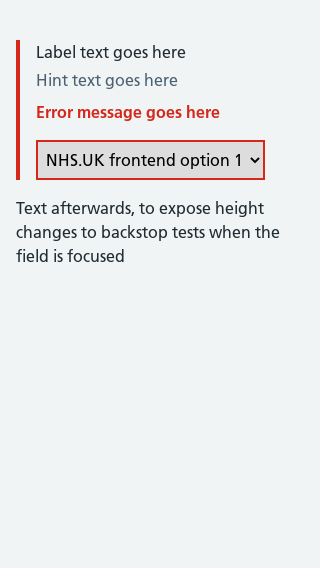 Label text goes here
Hint text goes here
Error message goes here
NHS.UK frontend option 1
Text afterwards, to expose height
changes to backstop tests when the
field is focused